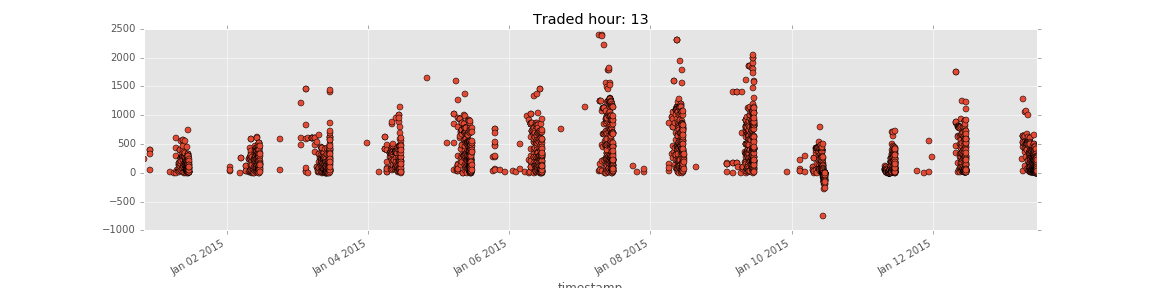 Traded hour: 13
2500
2000
1500
1000
500
0
−500
−1000
Jan 02 2015
Jan 04 2015
Jan 06 2015
Jan 08 2015
Jan 10 2015
Jan 12 2015
timestamp